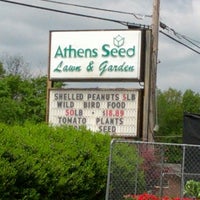 Athens Seed
Lawn & Garden
SHELLED PEANUTS 5LB
WILD BIRD FOOD
50LB $18.89
TOMATO PLANTS
SEED